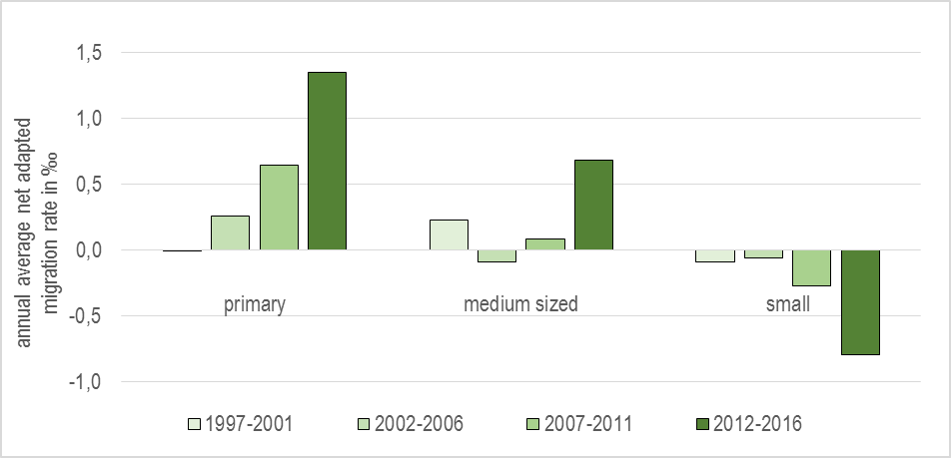 annual average net adapted
migration rate in ‰
1,5
1,0
0,5
0,0
-0,5
-1,0
primary medium sized small
1997-2001 2002-2006 2007-2011 2012-2016